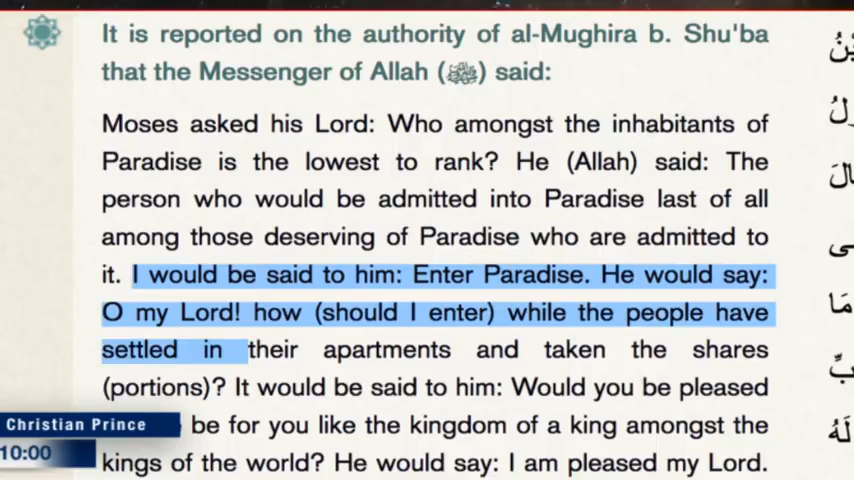 It is reported on the authority of al-Mughira b. Shu'ba
that the Messenger of Allah (ﷺ) said:
Moses asked his Lord: Who amongst the inhabitants of
Paradise is the lowest to rank? He (Allah) said: The
person who would be admitted into Paradise last of all
among those deserving of Paradise who are admitted to
it. I would be said to him: Enter Paradise. He would say:
O my Lord! how (should I enter) while the people have
settled in their apartments and taken the shares
(portions)? It would be said to him: Would you be pleased
be for you like the kingdom of a king amongst the
kings of the world? He would say: I am pleased my Lord.
Christian Prince
10:00